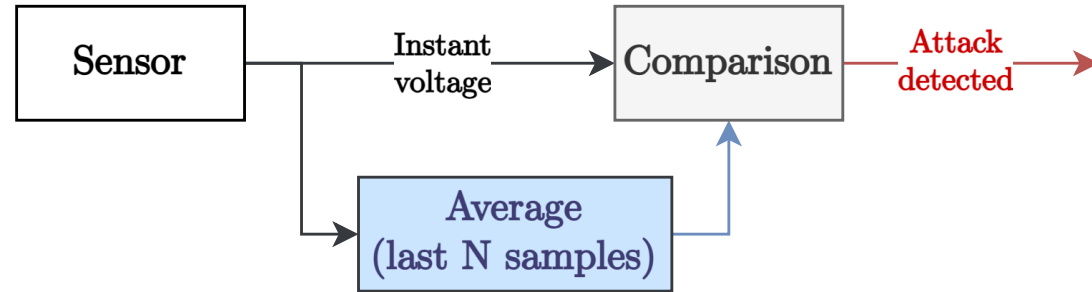 Sensor
Instant
voltage
Comparison
Attack
detected
Average
(last N samples)